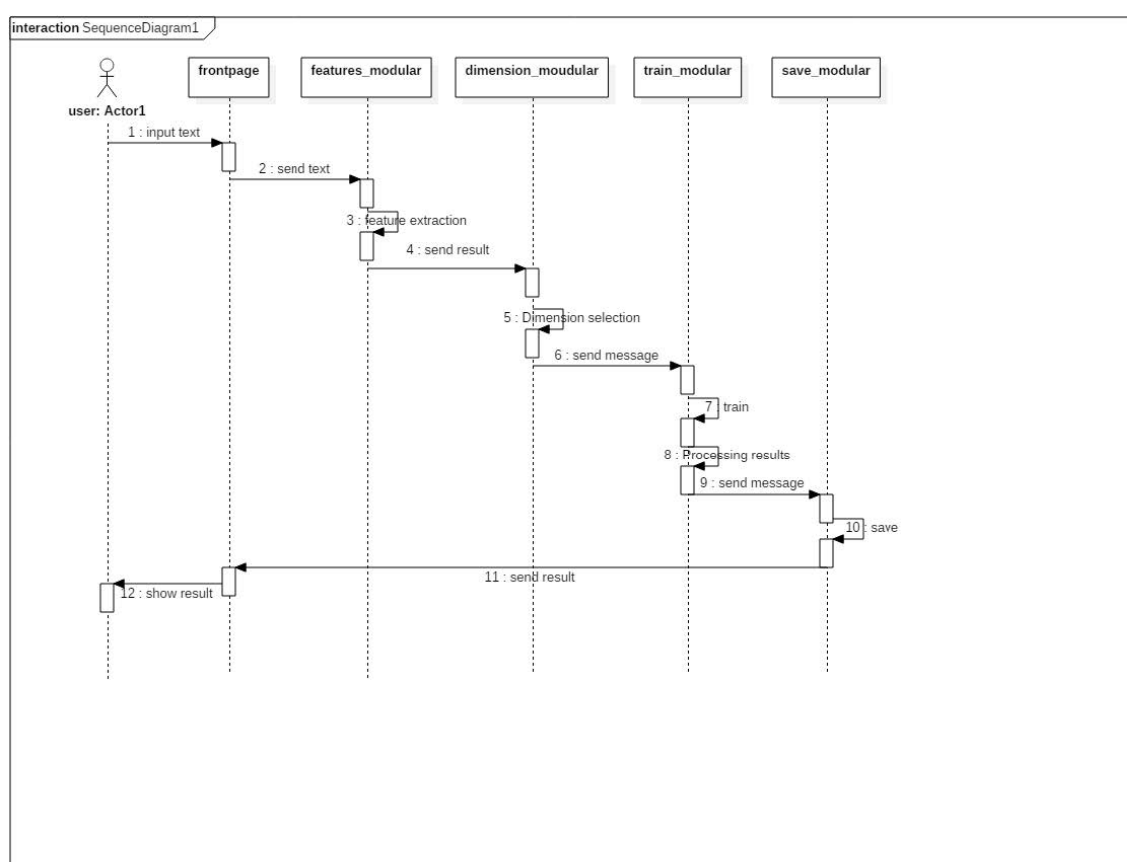 interaction SequenceDiagram1
user: Actor1
frontpage
features_modular
dimension_moudular
train_modular
save_modular
1 : input text
2 : send text
3 : feature extraction
4 : send result
5 : Dimension selection
6 : send message
7 : train
8 : Processing results
9 : send message
10 : save
11 : send result
12 : show result